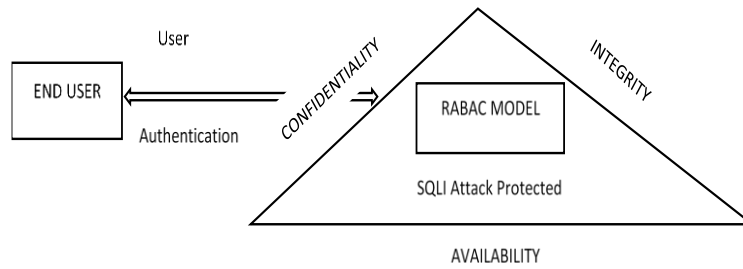 User
END USER
Authentication
CONFIDENTIALITY
INTEGRITY
RABAC MODEL
SQLI Attack Protected
AVAILABILITY